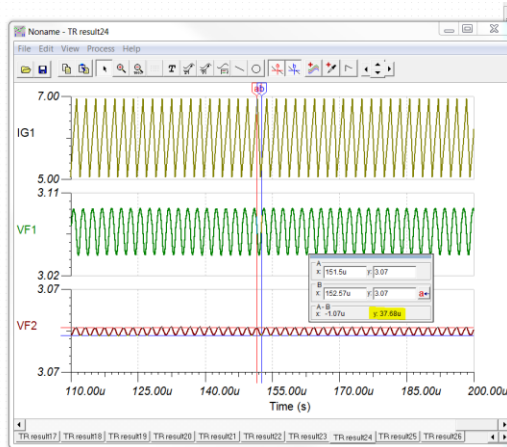 Noname - TR result24
File Edit View Process Help
T
a b
7.00
IG1
5.00
3.11
VF1
3.02
3.07
VF2
3.07
A
x: 151.5u y: 3.07
B
x: 152.57u y: 3.07
a
A - B
x: -1.07u y: 37.68u
110.00u 125.00u 140.00u 155.00u 170.00u 185.00u 200.00u
Time (s)
TR result17 TR result18 TR result19 TR result20 TR result21 TR result22 TR result23 TR result24 TR result25 TR result26